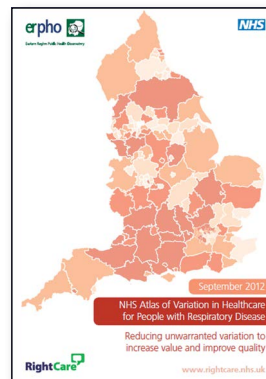 erpho
Eastern Region Public Health Observatory
NHS
September 2012
NHS Atlas of Variation in Healthcare
for People with Respiratory Disease
Reducing unwarranted variation to
increase value and improve quality
RightCare
www.rightcare.nhs.uk